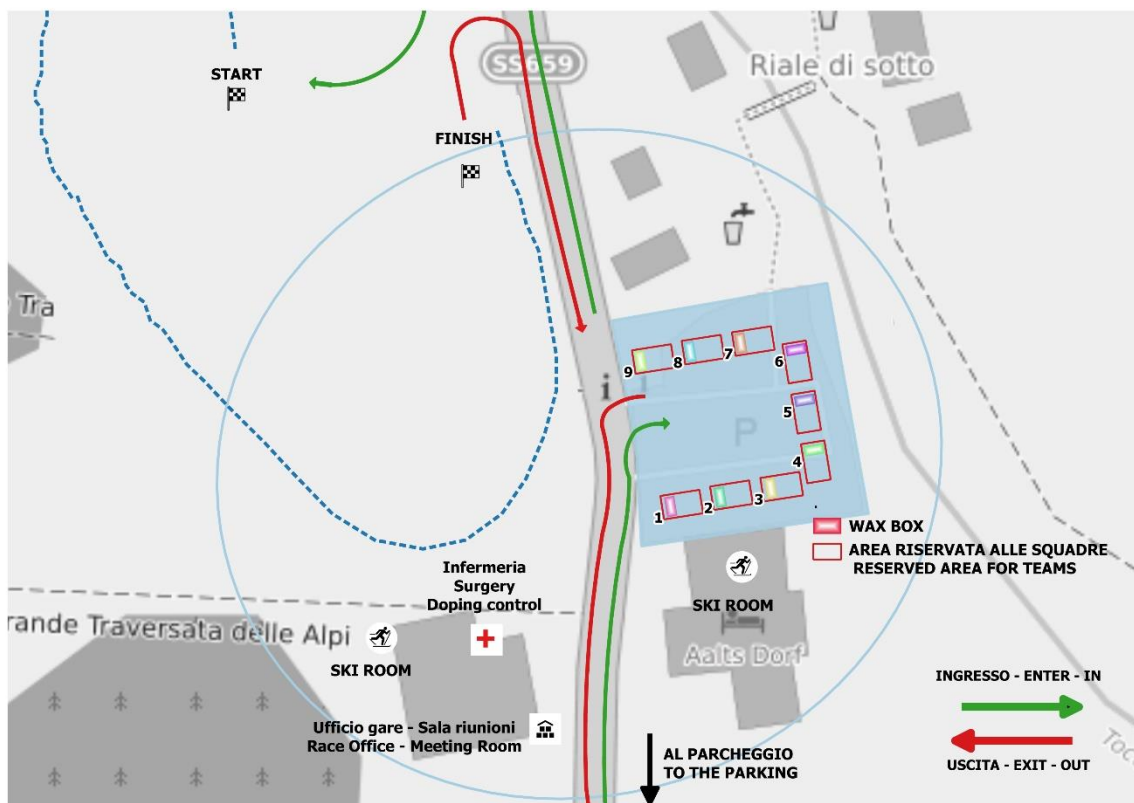 START
SS659
Riale di sotto
FINISH
Tra
i
9
8
7
6
5
P
4
1
2
3
WAX BOX
AREA RISERVATA ALLE SQUADRE
RESERVED AREA FOR TEAMS
Infermeria
Surgery
Doping control
SKI ROOM
rande Traversata delle Alpi
SKI ROOM
Aalts Dorf
INGRESSO - ENTER - IN
Ufficio gare - Sala riunioni
Race Office - Meeting Room
AL PARCHEGGIO
TO THE PARKING
USCITA - EXIT - OUT
Toc